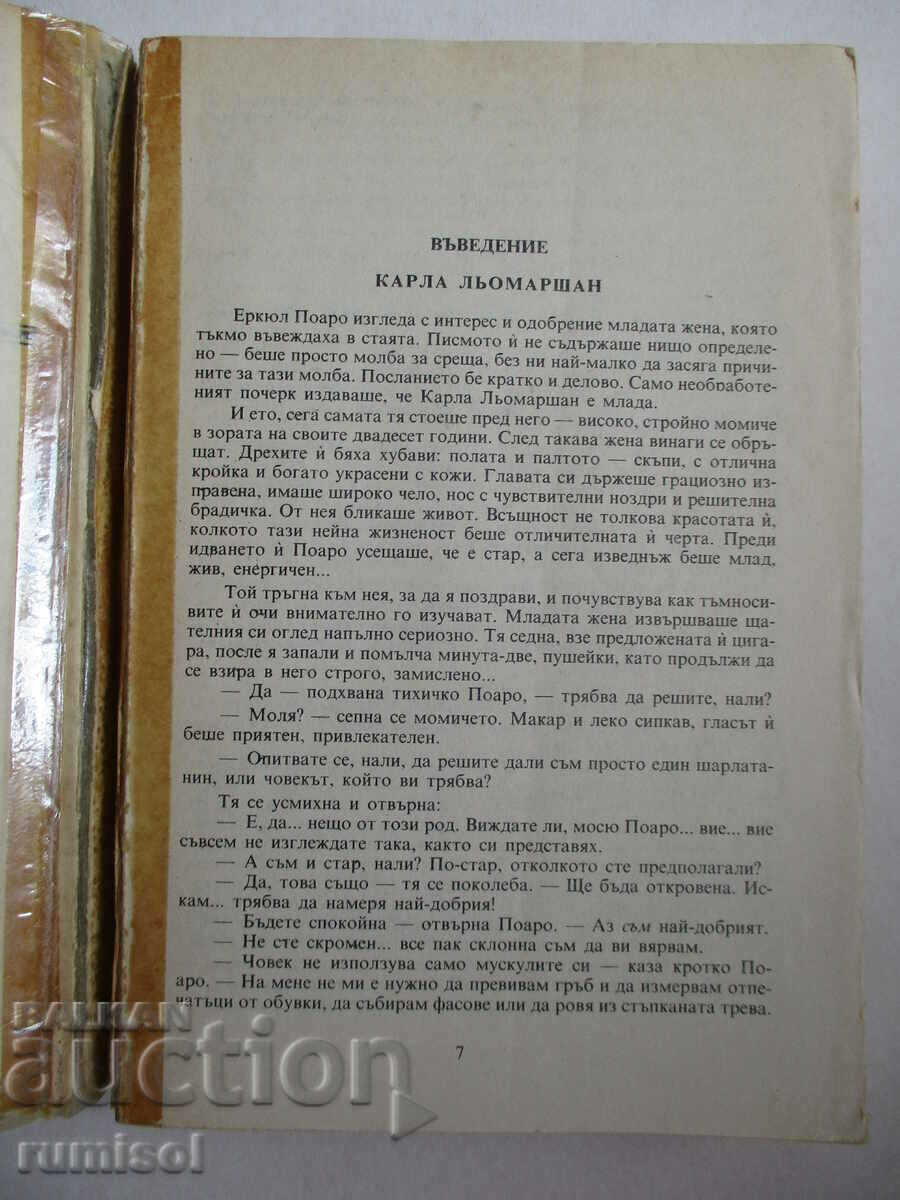 ВЪВЕДЕНИЕ
КАРЛА ЛЬОМАРШАН
Еркюл Поаро изгледа с интерес и одобрение младата жена, която
тъкмо въвеждаха в стаята. Писмото ѝ не съдържаше нищо определе-
но — беше просто молба за среща, без ни най-малко да засяга причи-
ните за тази молба. Посланието бе кратко и делово. Само необработе-
ният почерк издаваше, че Карла Льомаршан е млада.
И ето, сега самата тя стоеше пред него — високо, стройно момиче
в зората на своите двадесет години. След такава жена винаги се обръ-
щат. Дрехите ѝ бяха хубави: полата и палтото — скъпи, с отлична
кройка и богато украсени с кожи. Главата си държеше грациозно из-
правена, имаше широко чело, нос с чувствителни ноздри и решителна
брадичка. От нея бликаше живот. Всъщност не толкова красотата ѝ,
колкото тази нейна жизненост беше отличителната ѝ черта. Преди
идването ѝ Поаро усещаше, че е стар, а сега изведнъж беше млад,
жив, енергичен...
Той тръгна към нея, за да я поздрави, и почувствува как тъмноси-
вите ѝ очи внимателно го изучават. Младата жена извършваше ща-
телния си оглед напълно сериозно. Тя седна, взе предложената ѝ цига-
ра, после я запали и помълча минута-две, пушейки, като продължи да
се взира в него строго, замислено...
— Да — подхвана тихичко Поаро, — трябва да решите, нали?
— Моля? — сепна се момичето. Макар и леко сипкав, гласът ѝ
беше приятен, привлекателен.
— Опитвате се, нали, да решите дали съм просто един шарлата-
нин, или човекът, който ви трябва?
Тя се усмихна и отвърна:
— Е, да... нещо от този род. Виждате ли, мосю Поаро... вие... вие
съвсем не изглеждате така, както си представях.
— А съм и стар, нали? По-стар, отколкото сте предполагали?
— Да, това също — тя се поколеба. — Ще бъда откровена. Ис-
кам... трябва да намеря най-добрия!
— Бъдете спокойна — отвърна Поаро. — Аз съм най-добрият.
— Не сте скромен... все пак склонна съм да ви вярвам.
— Човек не използува само мускулите си — каза кротко По-
аро. — На мене не ми е нужно да превивам гръб и да измервам отпе-
чатъци от обувки, да събирам фасове или да ровя из стъпканата трева.
7
BALKAN
auction
rumisol